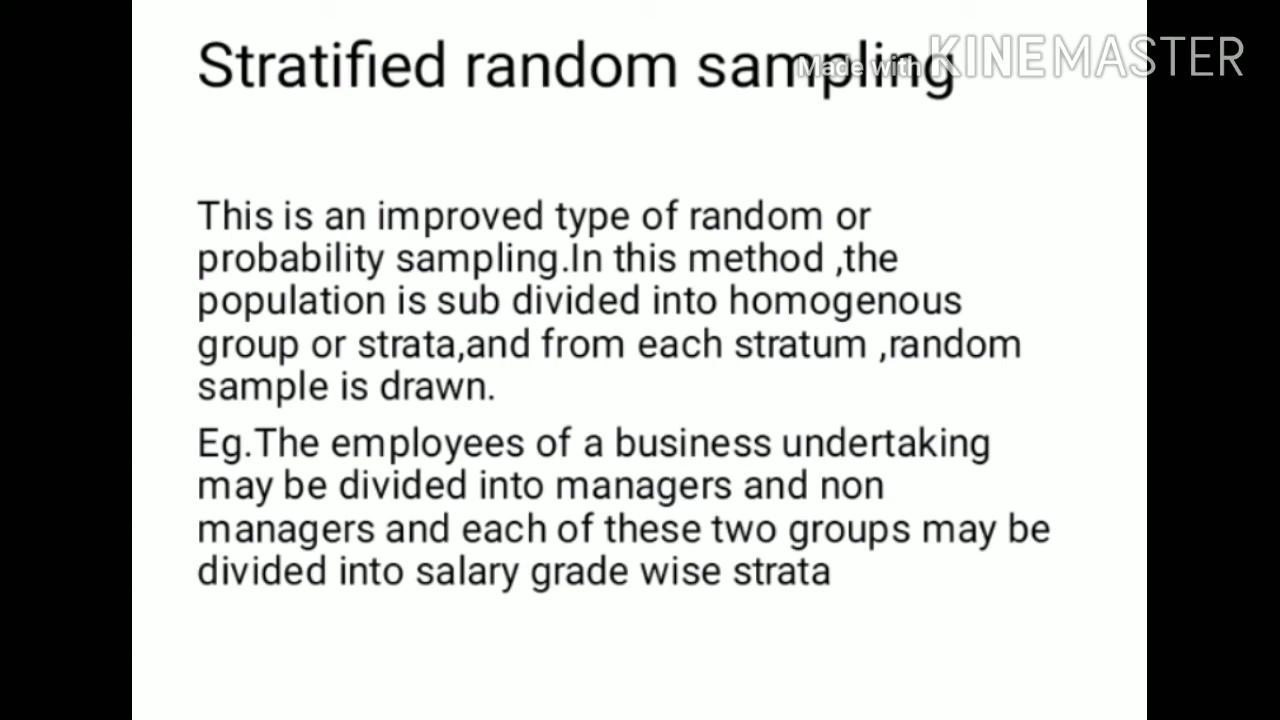 Stratified random sampling
Made with KINEMASTER
This is an improved type of random or
probability sampling.In this method ,the
population is sub divided into homogenous
group or strata,and from each stratum ,random
sample is drawn.
Eg.The employees of a business undertaking
may be divided into managers and non
managers and each of these two groups may be
divided into salary grade wise strata